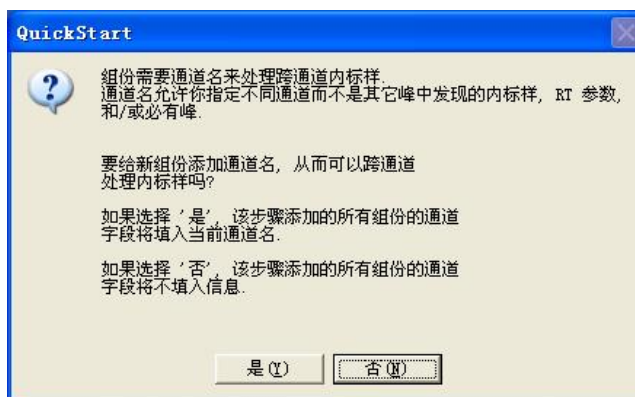 QuickStart
组份需要通道名来处理跨通道内标样.
通道名允许你指定不同通道而不是其它峰中发现的内标样, RT 参数,
和/或必有峰.
要给新组份添加通道名, 从而可以跨通道
处理内标样吗?
如果选择 '是', 该步骤添加的所有组份的通道
字段将填入当前通道名.
如果选择 '否', 该步骤添加的所有组份的通道
字段将不填入信息.
是(Y) 否(N)